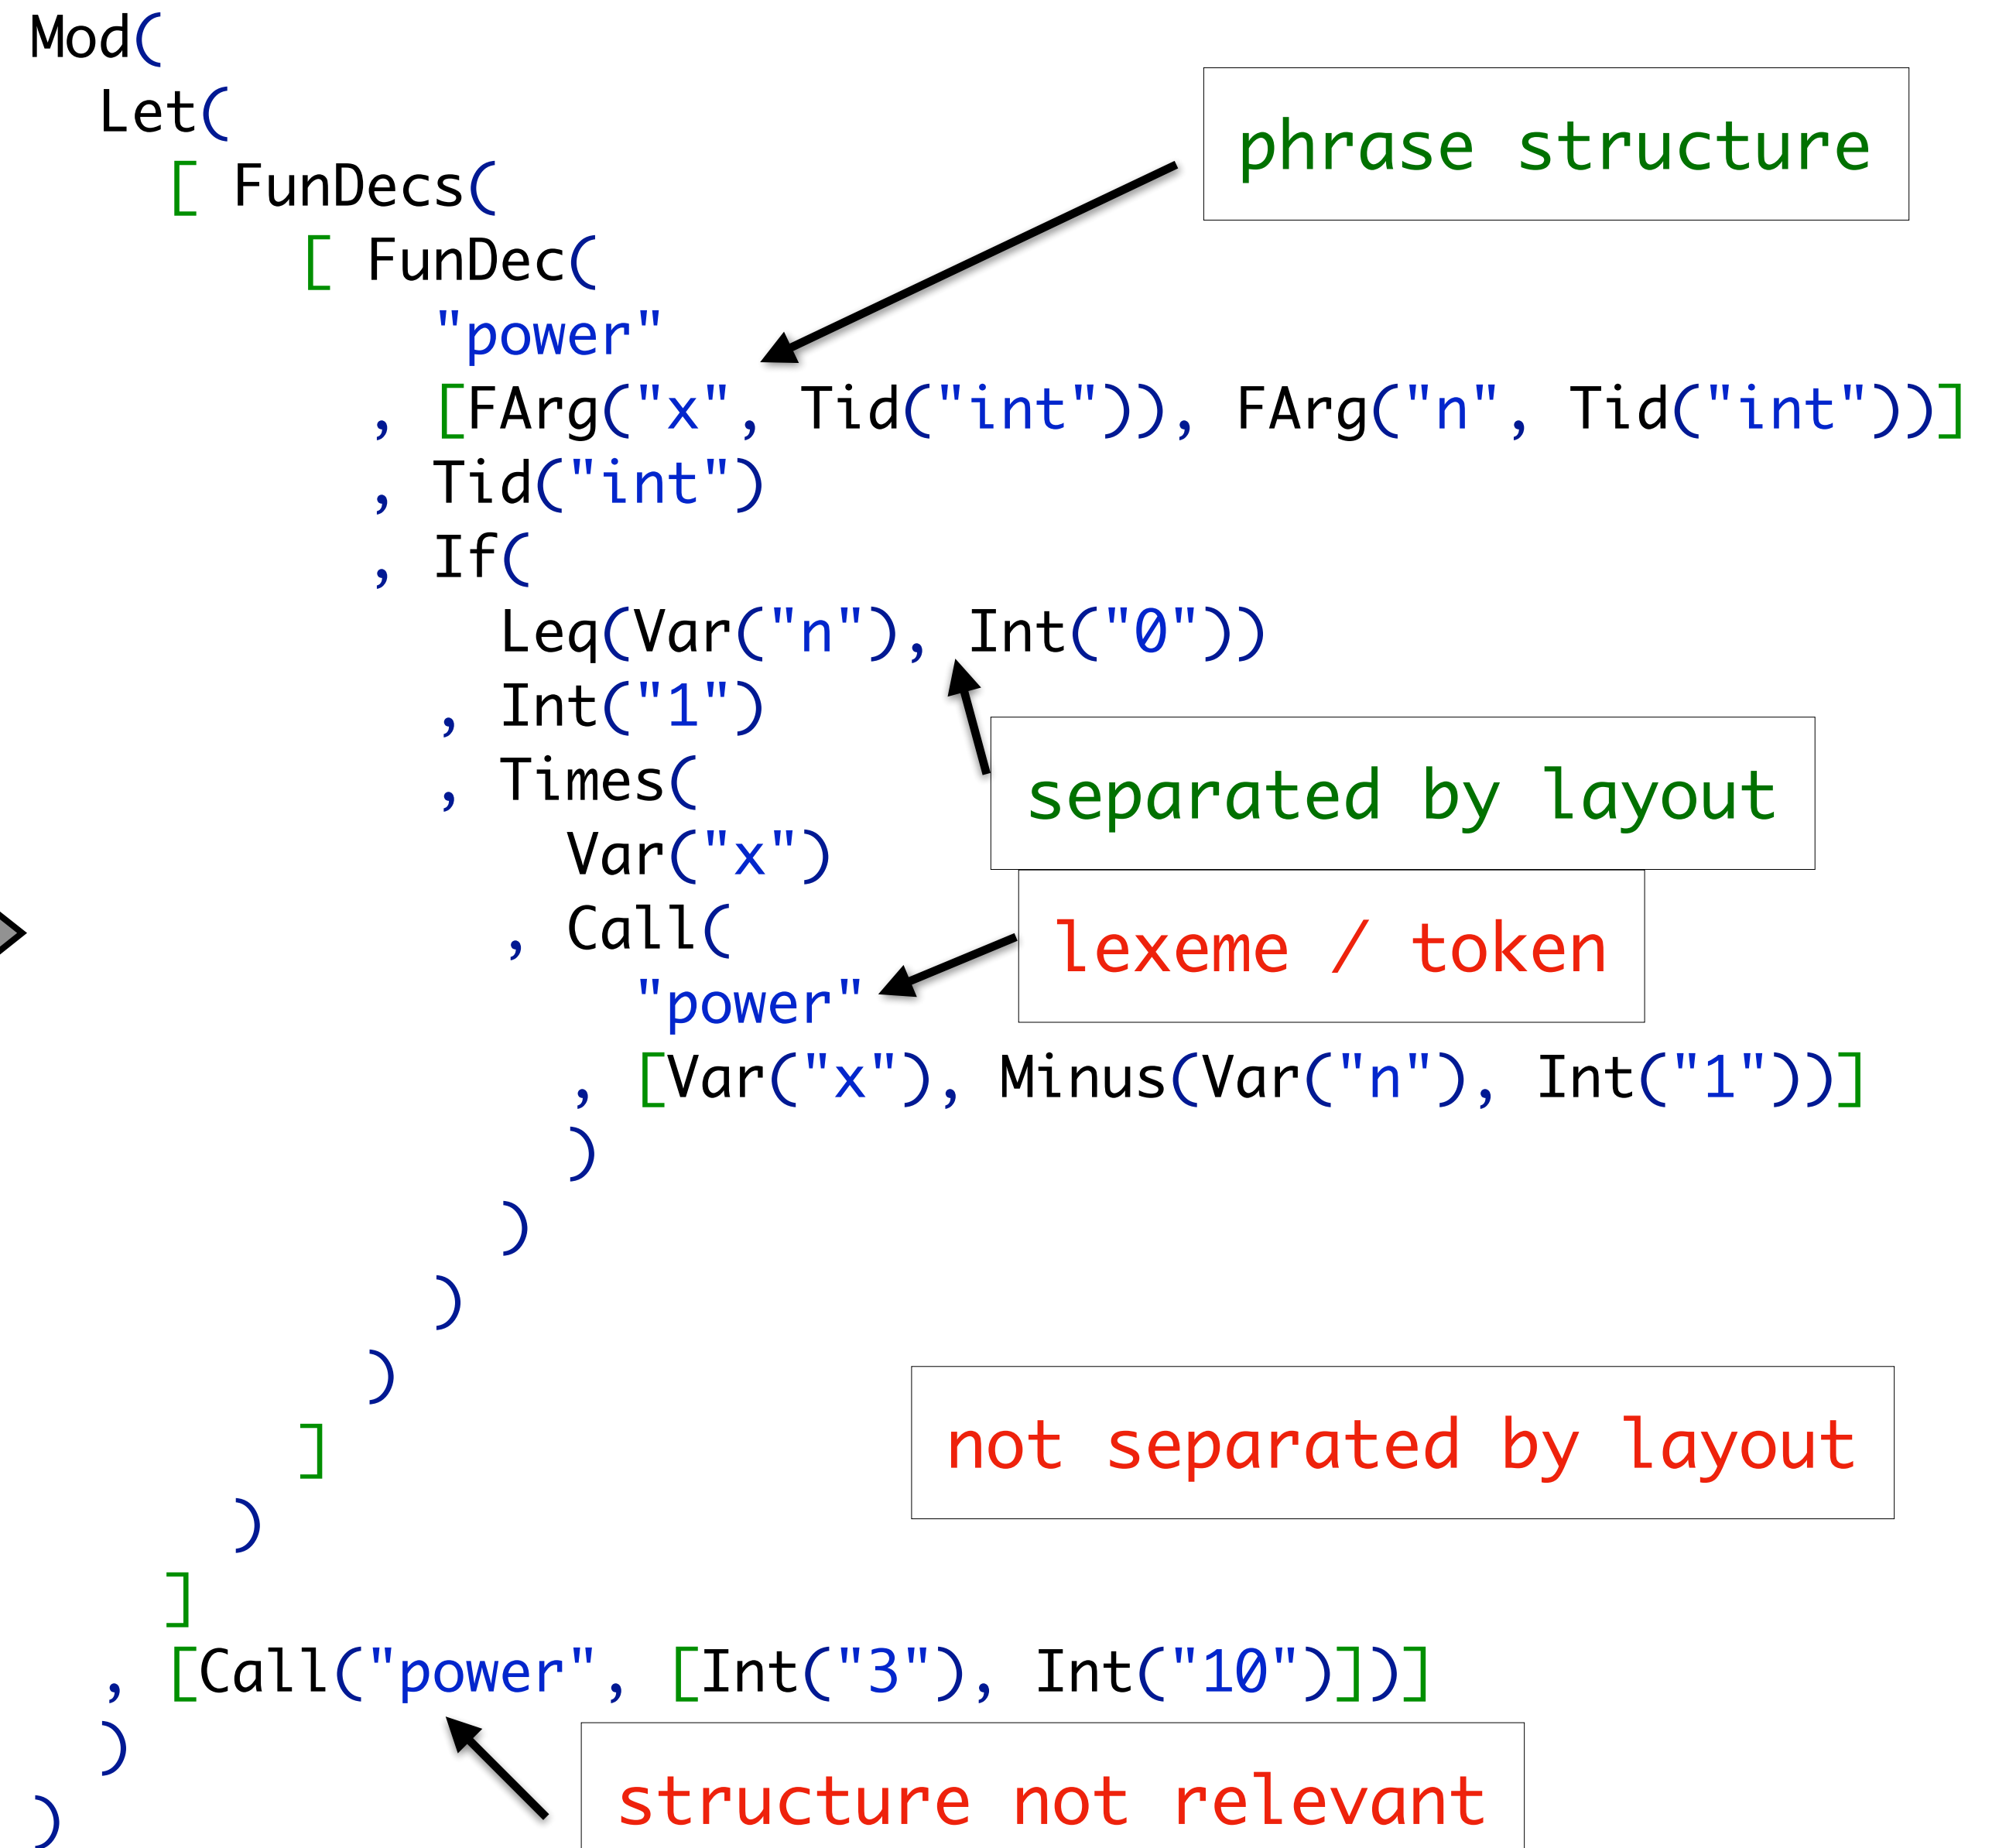 Mod(
Let(
[ FunDecs(
phrase structure
[ FunDec(
"power"
, [FArg("x", Tid("int")), FArg("n", Tid("int"))]
, Tid("int")
, If(
Leq(Var("n"), Int("0"))
, Int("1")
separated by layout
, Times(
Var("x")
, Call(
lexeme / token
"power"
, [Var("x"), Minus(Var("n"), Int("1"))]
)
)
)
)
not separated by layout
]
)
]
, [Call("power", [Int("3"), Int("10")])]
)
structure not relevant
)